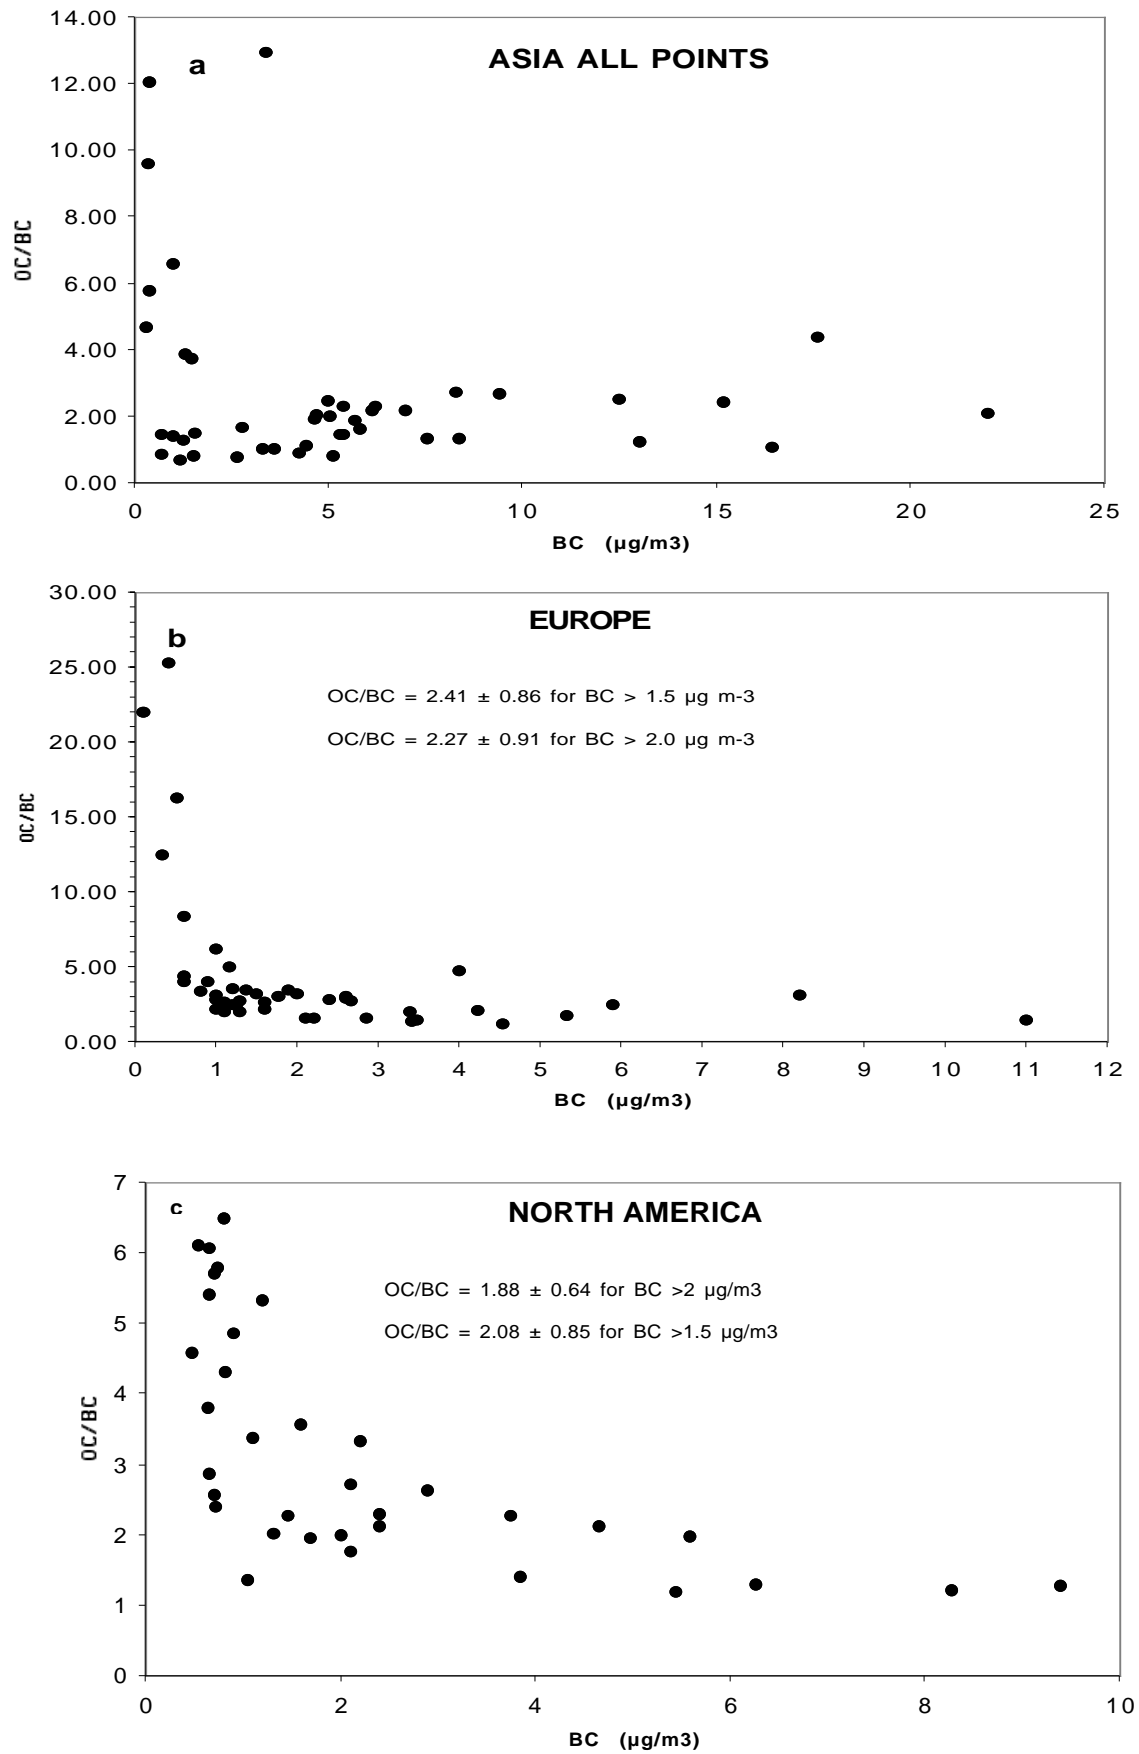 14.00
a
ASIA ALL POINTS
12.00
10.00
8.00
OC/BC
6.00
4.00
2.00
0.00
0 5 10 15 20 25
BC (µg/m3)
30.00
EUROPE
b
25.00
OC/BC = 2.41 ± 0.86 for BC > 1.5 µg m-3
OC/BC = 2.27 ± 0.91 for BC > 2.0 µg m-3
20.00
15.00
OC/BC
10.00
5.00
0.00
0 1 2 3 4 5 6 7 8 9 10 11 12
BC (µg/m3)
7
c
NORTH AMERICA
6
OC/BC = 1.88 ± 0.64 for BC >2 µg/m3
OC/BC = 2.08 ± 0.85 for BC >1.5 µg/m3
5
4
OC/BC
3
2
1
0
0 2 4 6 8 10
BC (µg/m3)